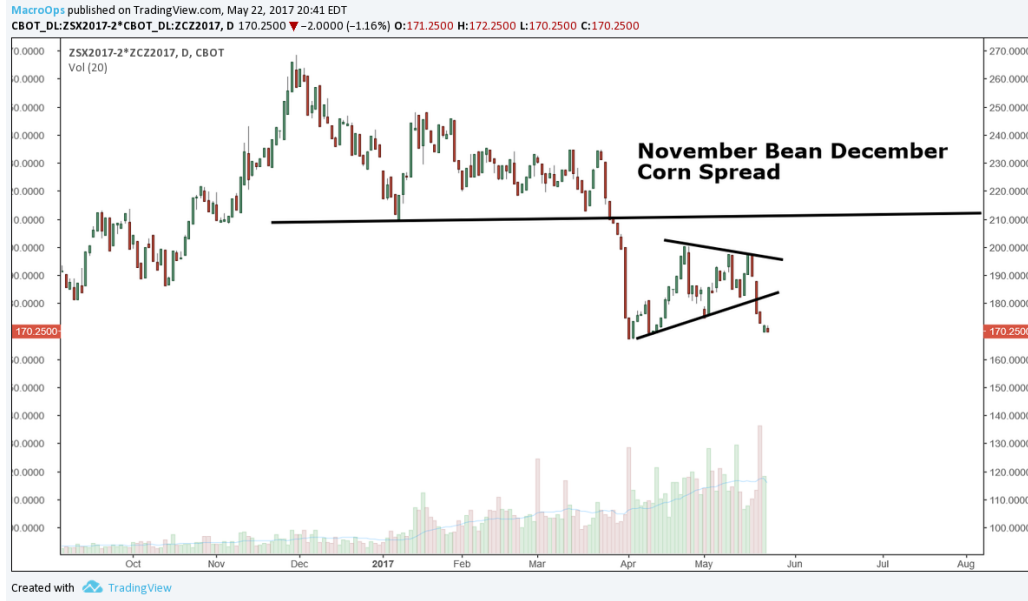 MacroOps published on TradingView.com, May 22, 2017 20:41 EDT
CBOT_DL:ZSX2017-2*CBOT_DL:ZCZ2017, D 170.2500 ▼ −2.0000 (−1.16%) O:171.2500 H:172.2500 L:170.2500 C:170.2500
ZSX2017-2*ZCZ2017, D, CBOT
Vol (20)
November Bean December
Corn Spread
270.0000
260.0000
250.0000
240.0000
230.0000
220.0000
210.0000
200.0000
190.0000
180.0000
170.2500
170.2500
160.0000
150.0000
140.0000
130.0000
120.0000
110.0000
100.0000
Oct Nov Dec 2017 Feb Mar Apr May Jun Jul Aug
Created with TradingView